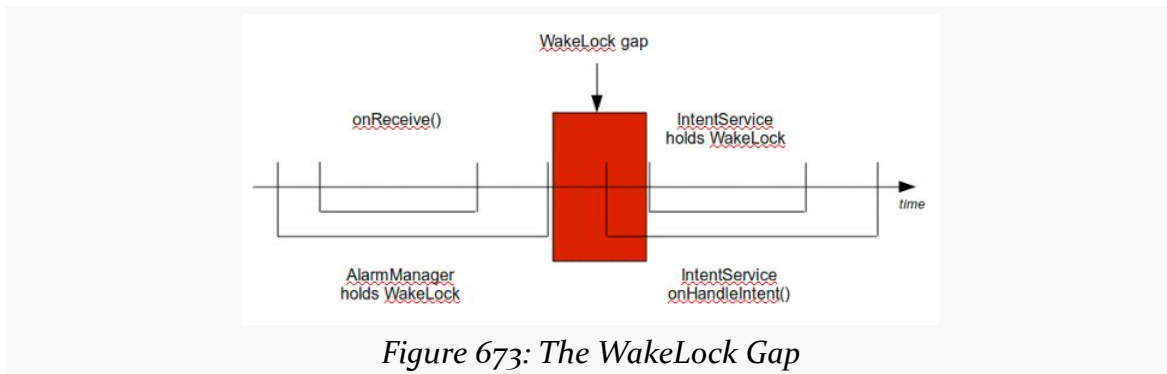 WakeLock gap
onReceive()
IntentService
holds WakeLock
time
AlarmManager
holds WakeLock
IntentService
onHandleIntent()
Figure 673: The WakeLock Gap